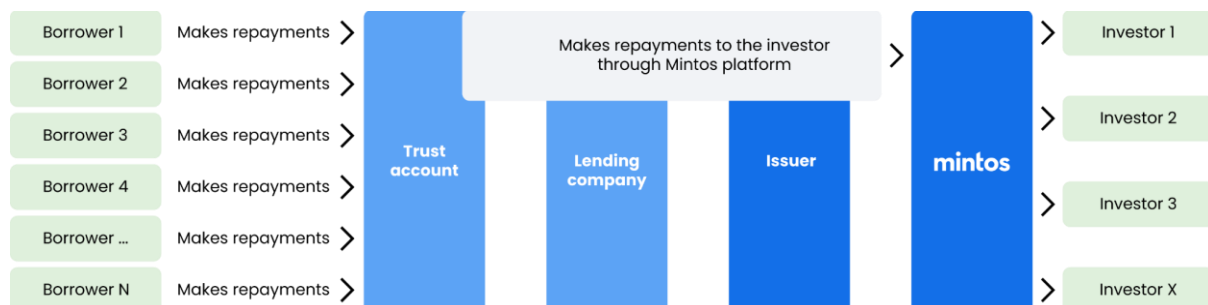 Borrower 1
Makes repayments
Borrower 2
Makes repayments
Borrower 3
Makes repayments
Borrower 4
Makes repayments
Borrower ...
Makes repayments
Borrower N
Makes repayments
Trust
account
Makes repayments to the investor
through Mintos platform
Lending
company
Issuer
mintos
Investor 1
Investor 2
Investor 3
Investor X